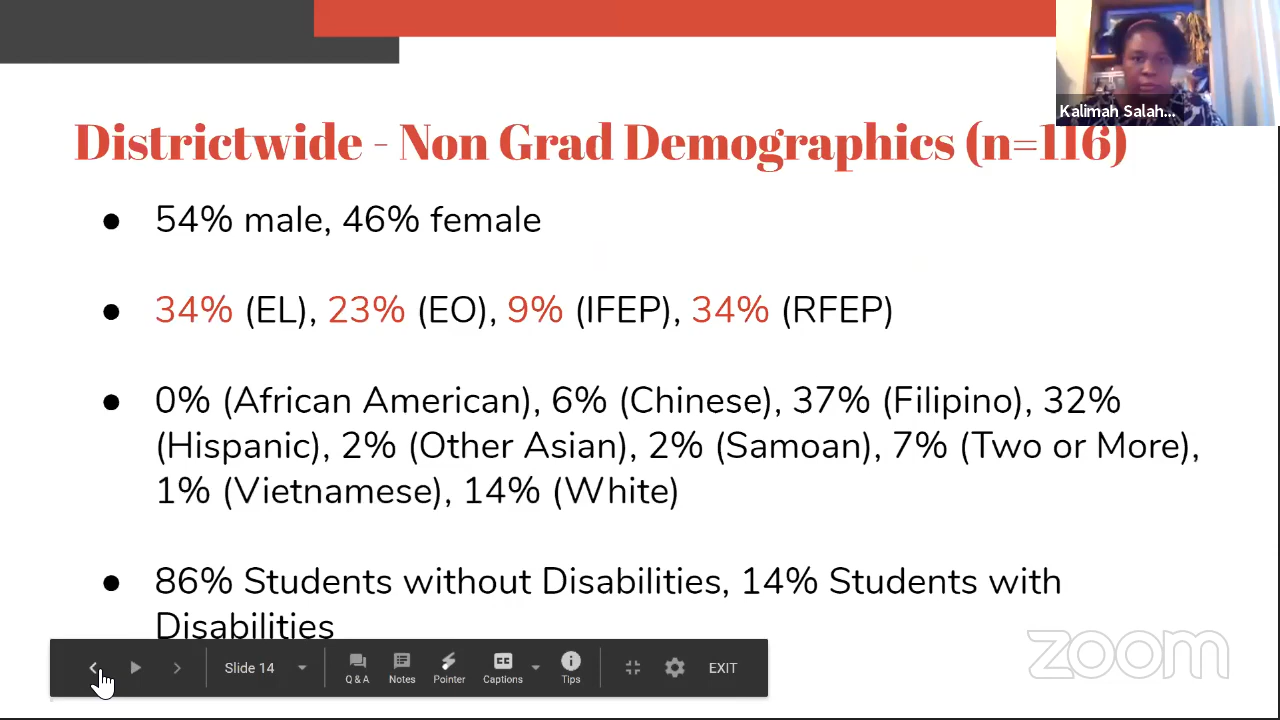 Kalimah Salah...
Districtwide - Non Grad Demographics (n=116)
● 54% male, 46% female
● 34% (EL), 23% (EO), 9% (IFEP), 34% (RFEP)
● 0% (African American), 6% (Chinese), 37% (Filipino), 32%
(Hispanic), 2% (Other Asian), 2% (Samoan), 7% (Two or More),
1% (Vietnamese), 14% (White)
● 86% Students without Disabilities, 14% Students with
Disabilities
Slide 14
Q & A
Notes
Pointer
CC
Captions
Tips
EXIT
zoom